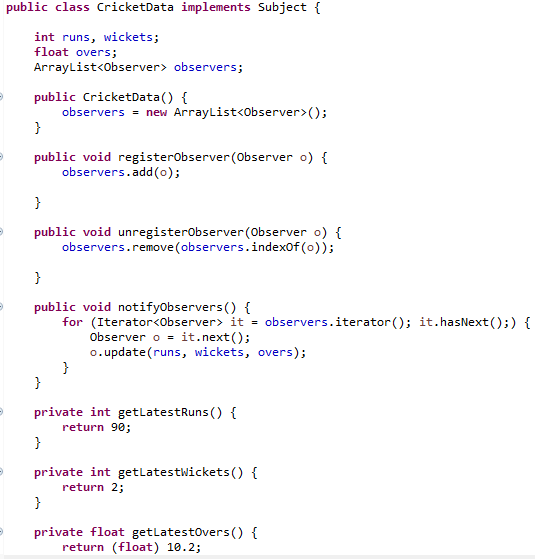 public class CricketData implements Subject {
int runs, wickets;
float overs;
ArrayList<Observer> observers;
public CricketData() {
observers = new ArrayList<Observer>();
}
public void registerObserver(Observer o) {
observers.add(o);
}
public void unregisterObserver(Observer o) {
observers.remove(observers.indexOf(o));
}
public void notifyObservers() {
for (Iterator<Observer> it = observers.iterator(); it.hasNext();) {
Observer o = it.next();
o.update(runs, wickets, overs);
}
}
private int getLatestRuns() {
return 90;
}
private int getLatestWickets() {
return 2;
}
private float getLatestOvers() {
return (float) 10.2;